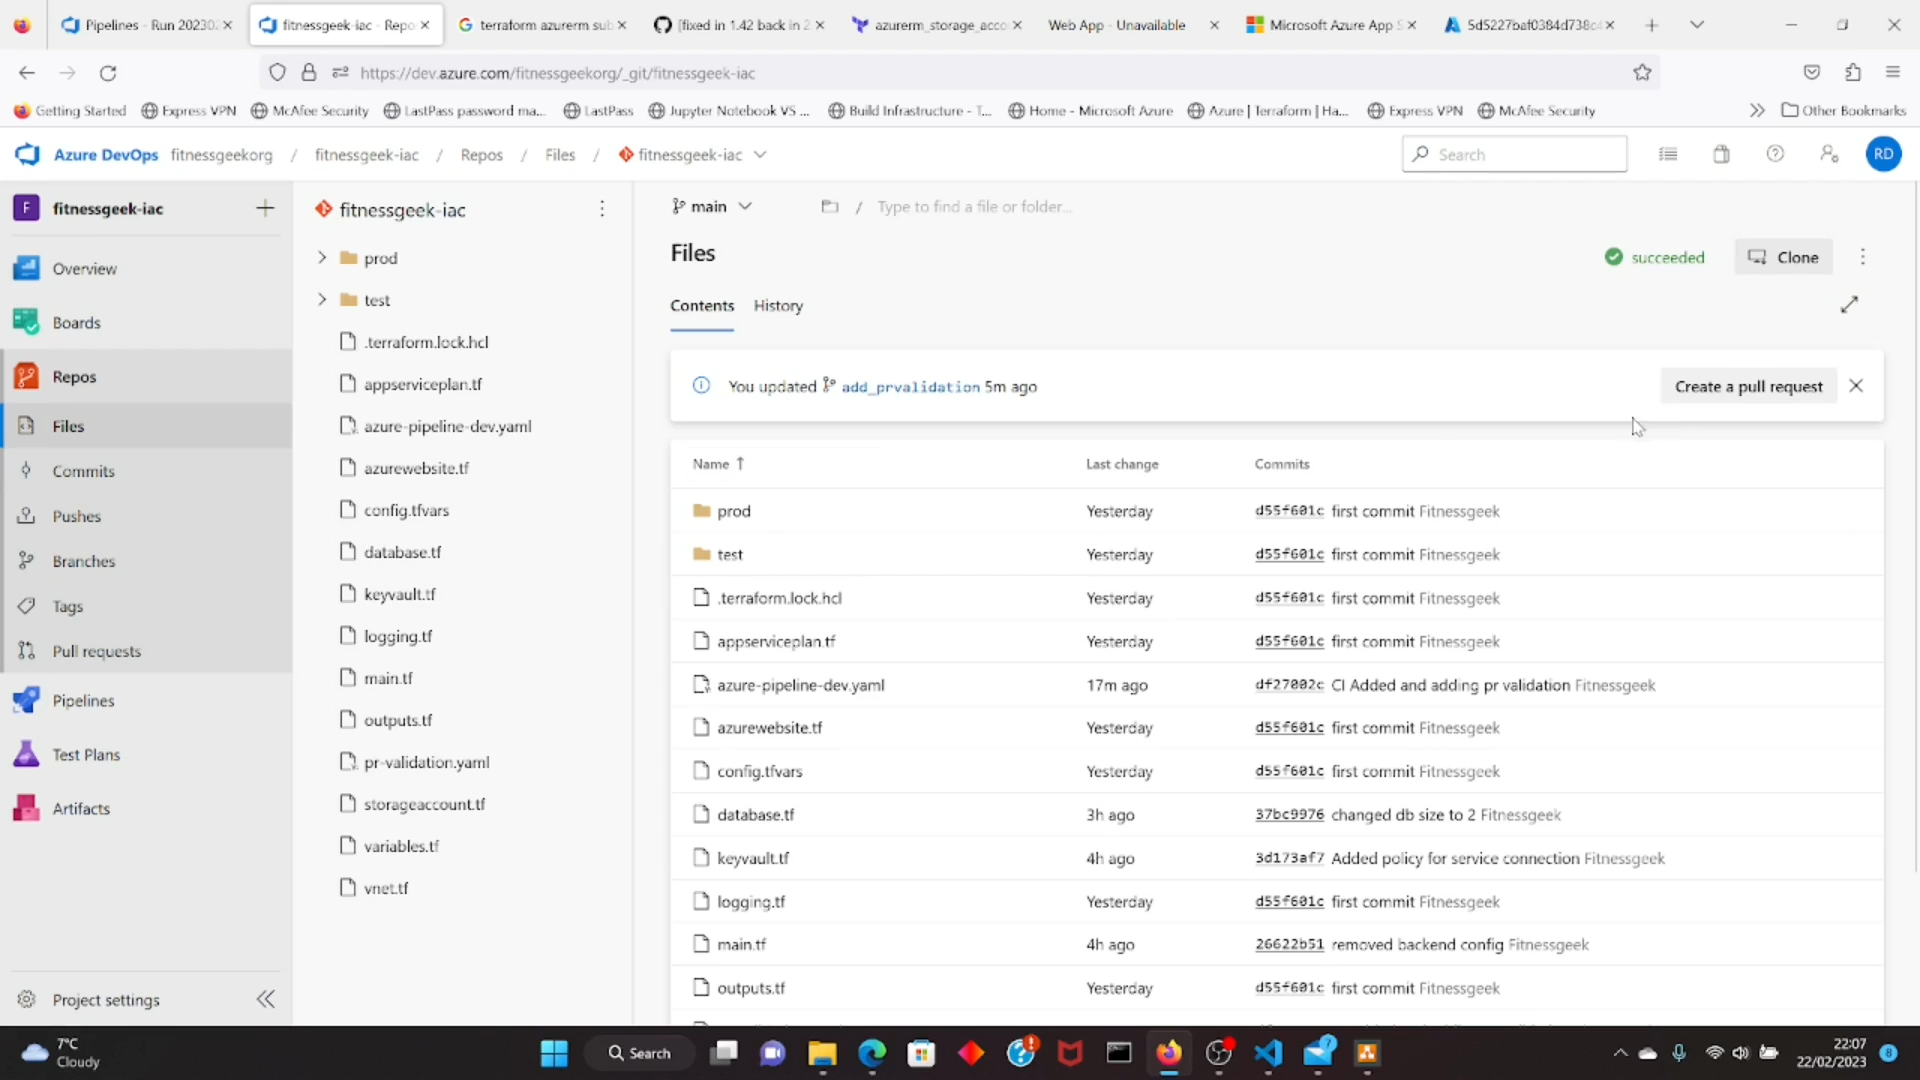 Pipelines - Run 20230
fitnessgeek-iac - Repo
terraform azurerm sub
[fixed in 1.42 back in 2
azurerm_storage_acco
Web App - Unavailable
Microsoft Azure App S
5d5227baf0384d738c4
https://dev.azure.com/fitnessgeekorg/_git/fitnessgeek-iac
Getting Started
Express VPN
McAfee Security
LastPass password ma...
LastPass
Jupyter Notebook VS ...
Build Infrastructure - T...
Home - Microsoft Azure
Azure | Terraform | Ha...
Express VPN
McAfee Security
Other Bookmarks
Azure DevOps fitnessgeekorg / fitnessgeek-iac / Repos / Files / fitnessgeek-iac
Search
RD
F fitnessgeek-iac
Overview
Boards
Repos
Files
Commits
Pushes
Branches
Tags
Pull requests
Pipelines
Test Plans
Artifacts
Project settings
fitnessgeek-iac
prod
test
.terraform.lock.hcl
appserviceplan.tf
azure-pipeline-dev.yaml
azurewebsite.tf
config.tfvars
database.tf
keyvault.tf
logging.tf
main.tf
outputs.tf
pr-validation.yaml
storageaccount.tf
variables.tf
vnet.tf
main
/ Type to find a file or folder...
Files
succeeded
Clone
Contents
History
You updated add_prvalidation 5m ago
Create a pull request
Name Last change Commits
prod Yesterday d55f601c first commit Fitnessgeek
test Yesterday d55f601c first commit Fitnessgeek
.terraform.lock.hcl Yesterday d55f601c first commit Fitnessgeek
appserviceplan.tf Yesterday d55f601c first commit Fitnessgeek
azure-pipeline-dev.yaml 17m ago df27002c CI Added and adding pr validation Fitnessgeek
azurewebsite.tf Yesterday d55f601c first commit Fitnessgeek
config.tfvars Yesterday d55f601c first commit Fitnessgeek
database.tf 3h ago 37bc9976 changed db size to 2 Fitnessgeek
keyvault.tf 4h ago 3d173af7 Added policy for service connection Fitnessgeek
logging.tf Yesterday d55f601c first commit Fitnessgeek
main.tf 4h ago 26622b51 removed backend config Fitnessgeek
outputs.tf Yesterday d55f601c first commit Fitnessgeek
7°C
Cloudy
Search
7
22:07
22/02/2023
8